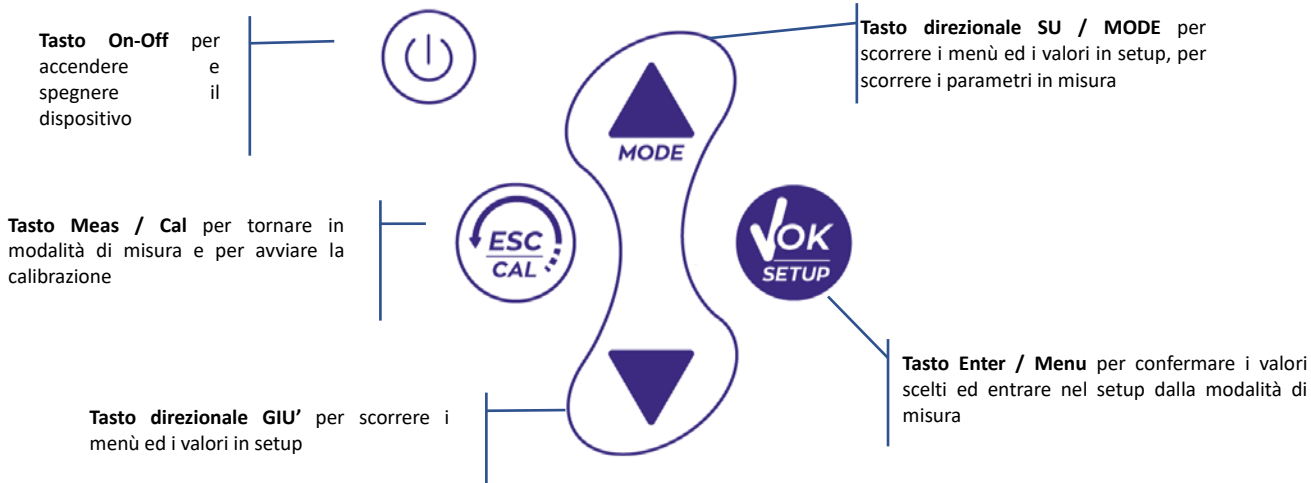 Tasto On-Off per
accendere e
spegnere il
dispositivo
Tasto direzionale SU / MODE per
scorrere i menù ed i valori in setup, per
scorrere i parametri in misura
MODE
Tasto Meas / Cal per tornare in
modalità di misura e per avviare la
calibrazione
ESC
CAL
OK
SETUP
Tasto Enter / Menu per confermare i valori
scelti ed entrare nel setup dalla modalità di
misura
Tasto direzionale GIU’ per scorrere i
menù ed i valori in setup